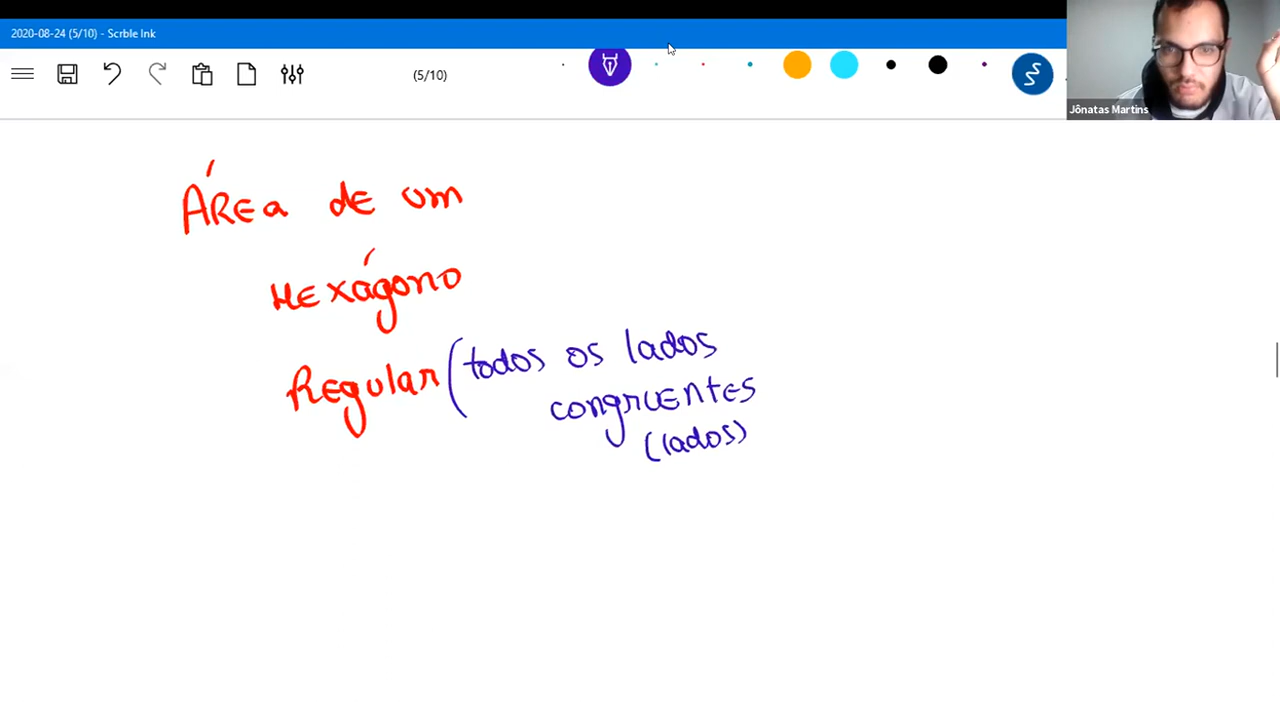 2020-08-24 (5/10) - Scrble Ink
(5/10)
Jônatas Martins
Área de um
Hexágono
Regular (todos os lados
congruentes
(lados)